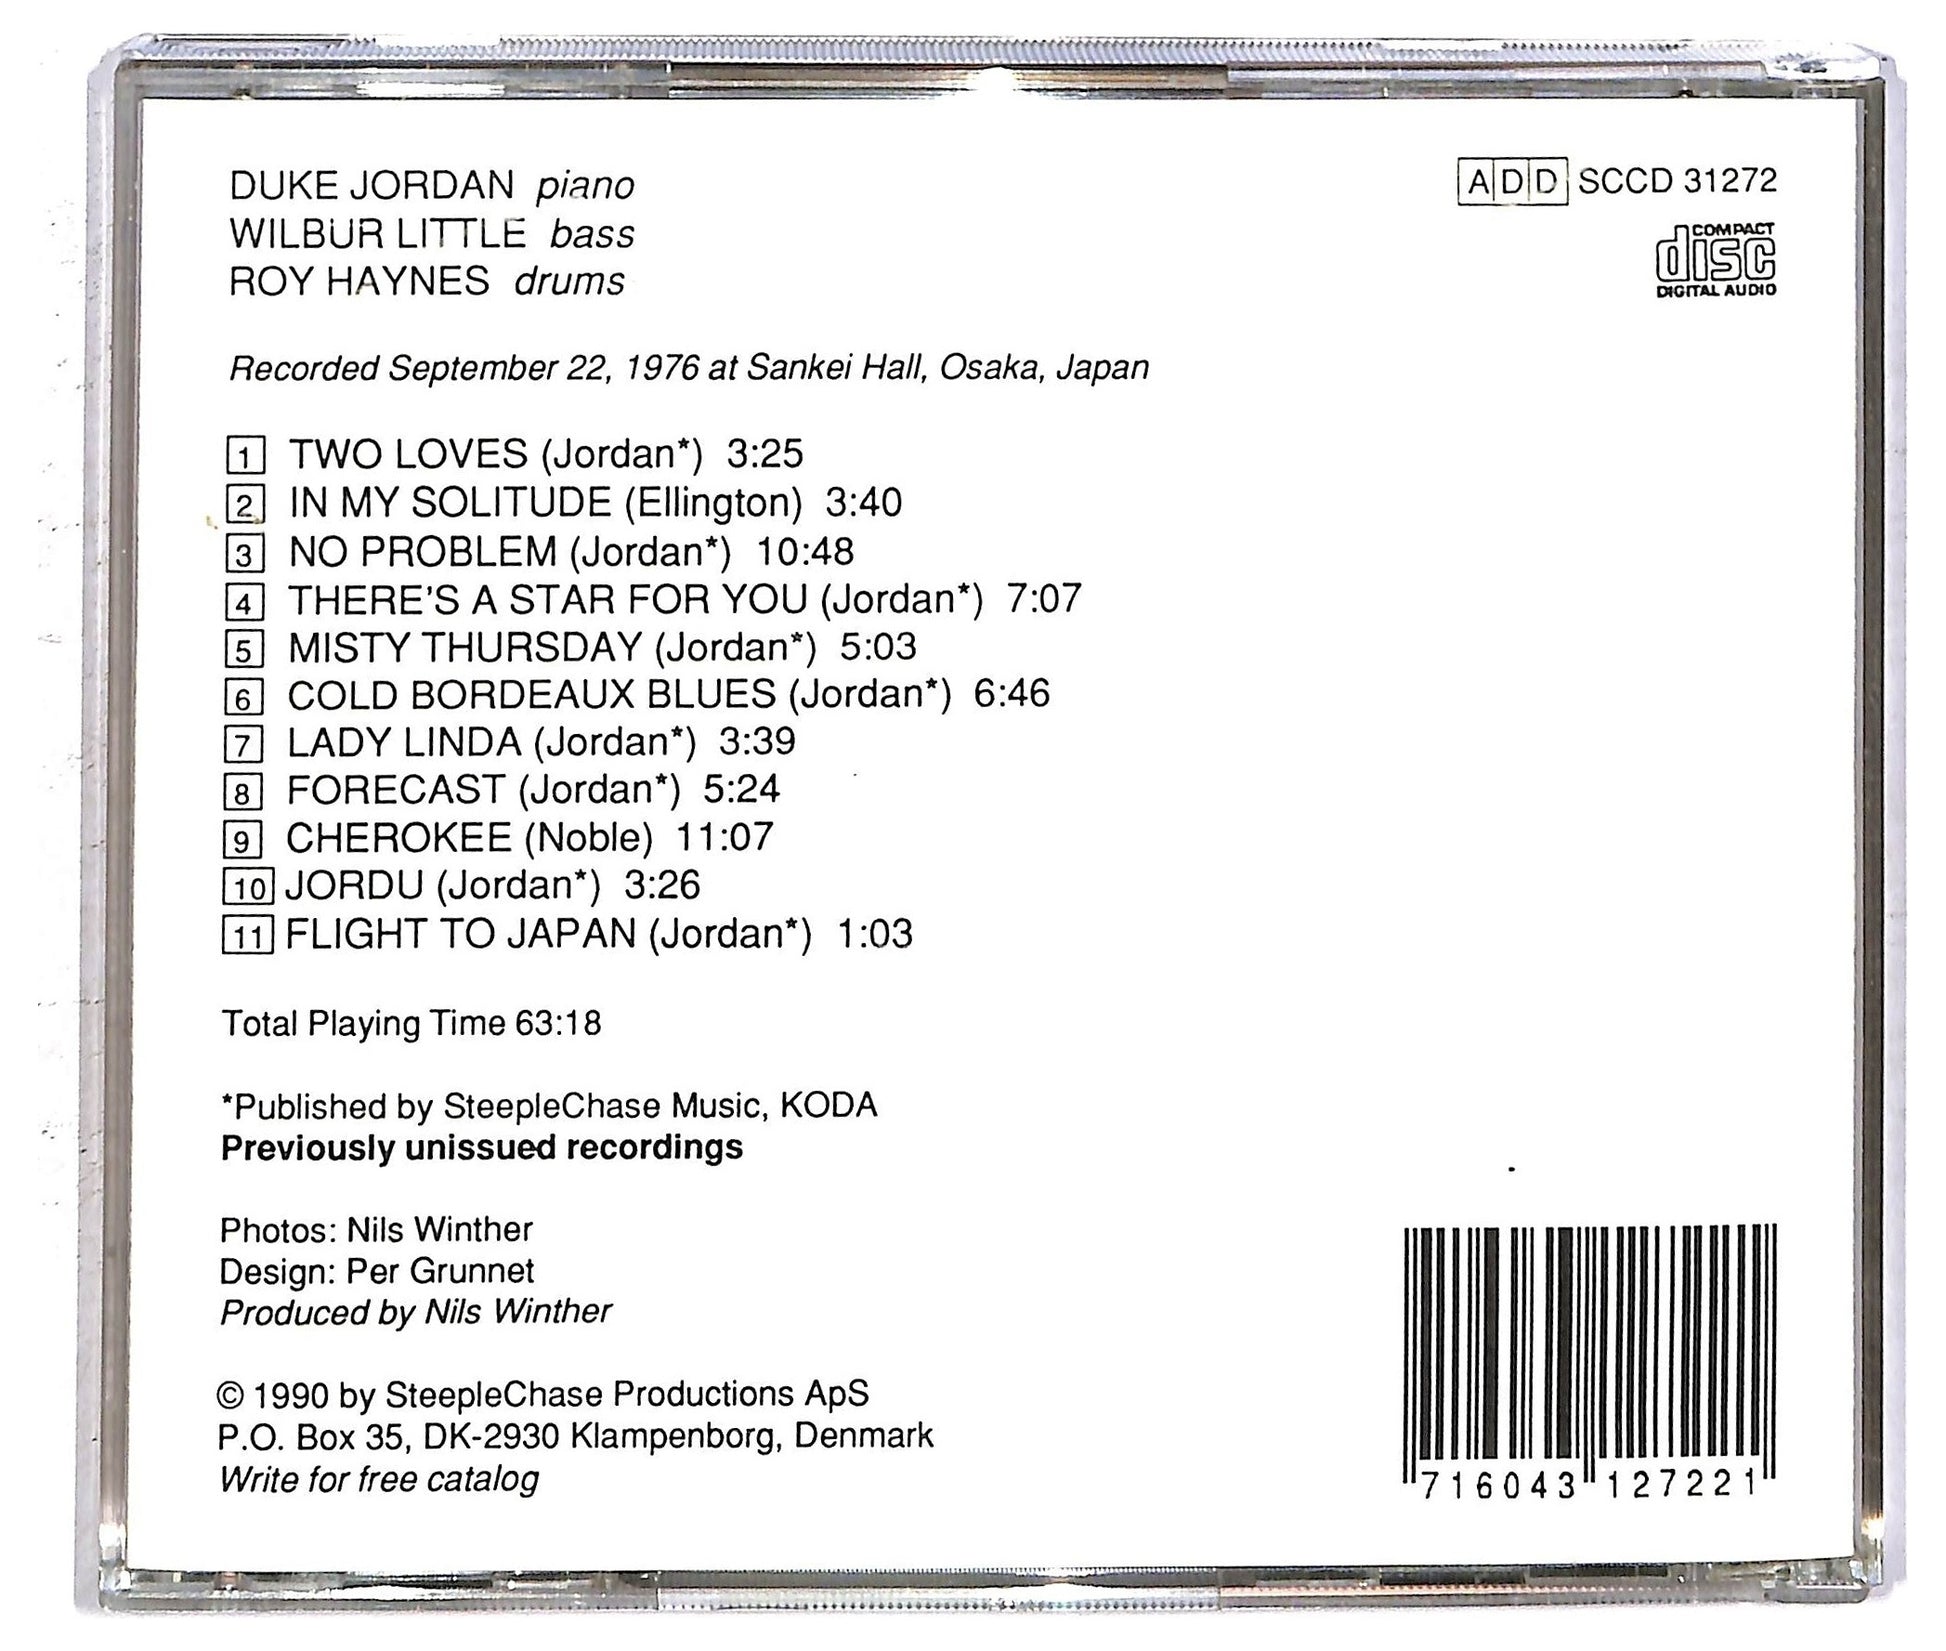 DUKE JORDAN piano
WILBUR LITTLE bass
ROY HAYNES drums
ADD SCCD 31272
COMPACT
disc
DIGITAL AUDIO
Recorded September 22, 1976 at Sankei Hall, Osaka, Japan
1 TWO LOVES (Jordan*) 3:25
2 IN MY SOLITUDE (Ellington) 3:40
3 NO PROBLEM (Jordan*) 10:48
4 THERE'S A STAR FOR YOU (Jordan*) 7:07
5 MISTY THURSDAY (Jordan*) 5:03
6 COLD BORDEAUX BLUES (Jordan*) 6:46
7 LADY LINDA (Jordan*) 3:39
8 FORECAST (Jordan*) 5:24
9 CHEROKEE (Noble) 11:07
10 JORDU (Jordan*) 3:26
11 FLIGHT TO JAPAN (Jordan*) 1:03
Total Playing Time 63:18
*Published by SteepleChase Music, KODA
Previously unissued recordings
Photos: Nils Winther
Design: Per Grunnet
Produced by Nils Winther
© 1990 by SteepleChase Productions ApS
P.O. Box 35, DK-2930 Klampenborg, Denmark
Write for free catalog
716043 127221